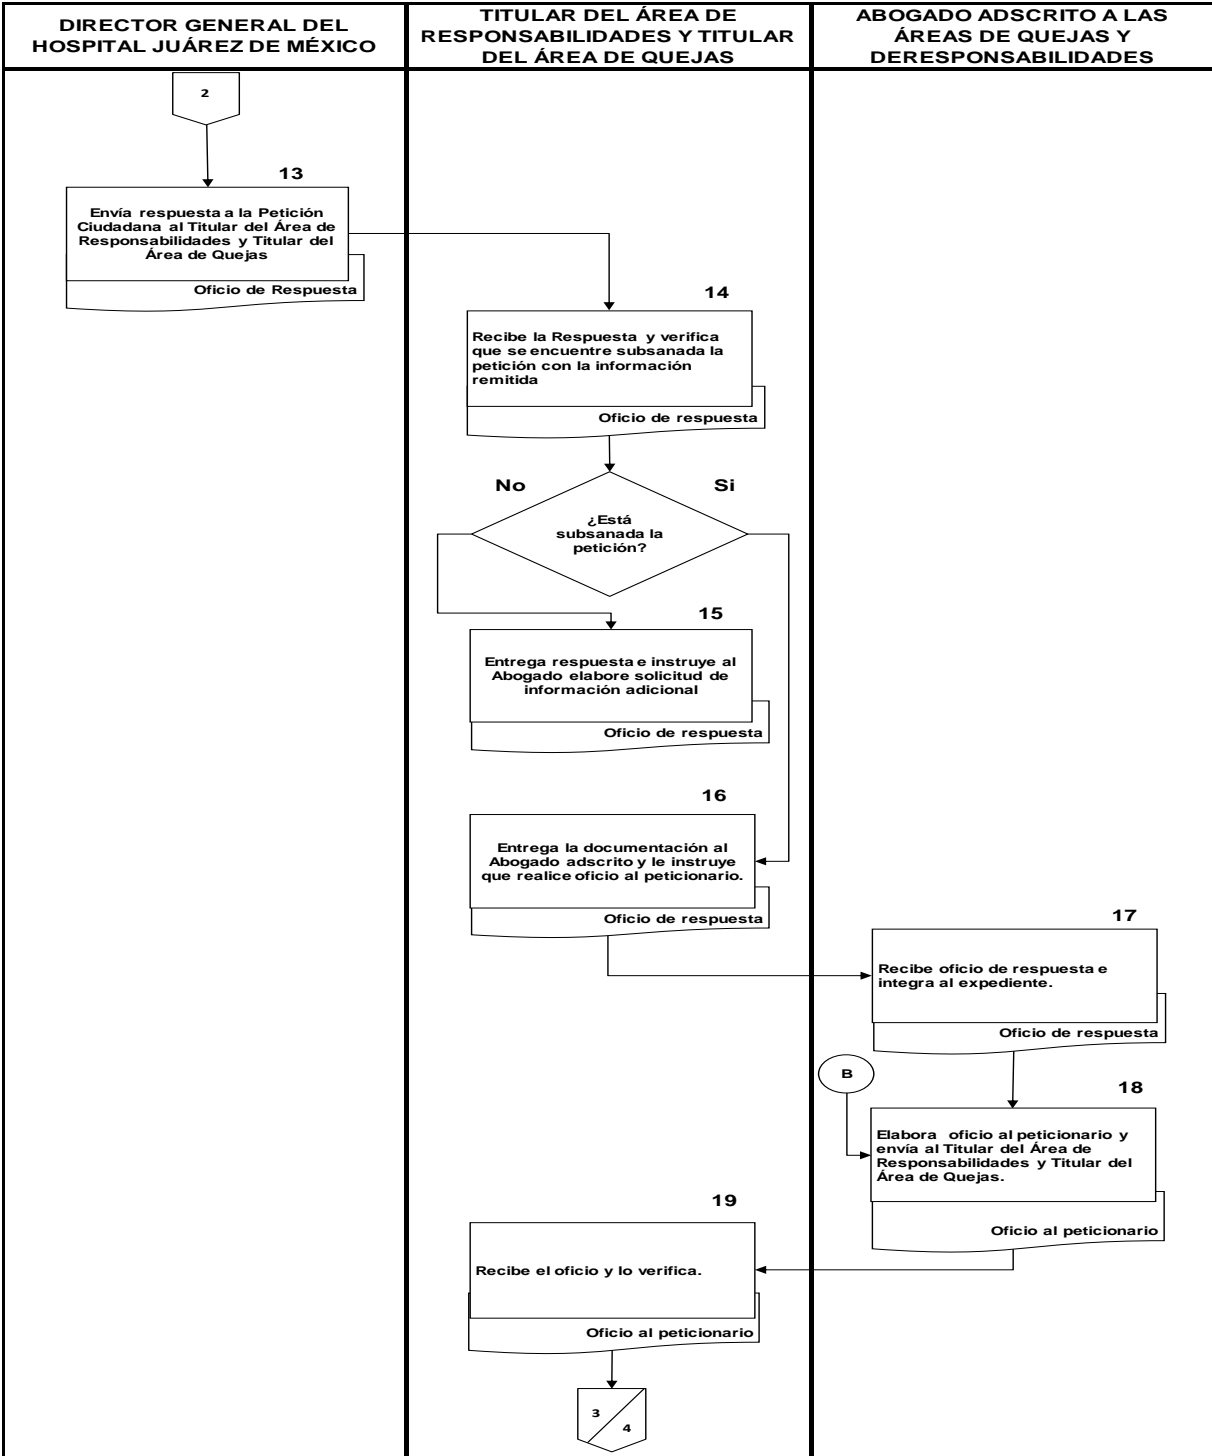 DIRECTOR GENERAL DEL
HOSPITAL JUÁREZ DE MÉXICO
TITULAR DEL ÁREA DE
RESPONSABILIDADES Y TITULAR
DEL ÁREA DE QUEJAS
ABOGADO ADSCRITO A LAS
ÁREAS DE QUEJAS Y
DERESPONSABILIDADES
2
13
Envía respuesta a la Petición
Ciudadana al Titular del Área de
Responsabilidades y Titular del
Área de Quejas
Oficio de Respuesta
14
Recibe la Respuesta y verifica
que se encuentre subsanada la
petición con la información
remitida
Oficio de respuesta
No
Si
¿Está
subsanada la
petición?
15
Entrega respuesta e instruye al
Abogado elabore solicitud de
información adicional
Oficio de respuesta
16
Entrega la documentación al
Abogado adscrito y le instruye
que realice oficio al peticionario.
Oficio de respuesta
17
Recibe oficio de respuesta e
integra al expediente.
Oficio de respuesta
B
18
Elabora oficio al peticionario y
envía al Titular del Área de
Responsabilidades y Titular del
Área de Quejas.
Oficio al peticionario
19
Recibe el oficio y lo verifica.
Oficio al peticionario
3
4